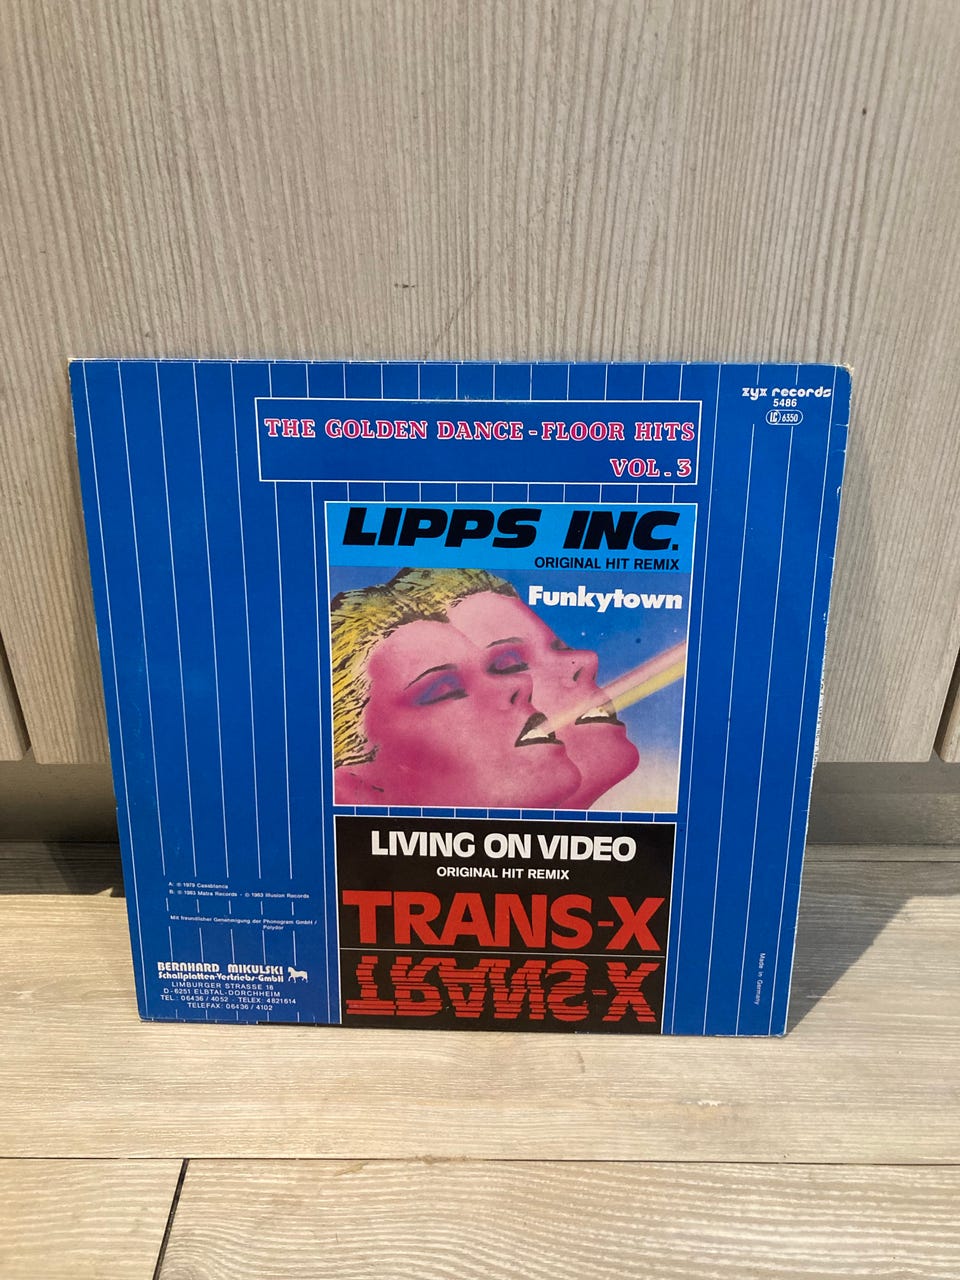 zyx records
5486
LC 6350
THE GOLDEN DANCE-FLOOR HITS
VOL. 3
LIPPS INC.
ORIGINAL HIT REMIX
Funkytown
LIVING ON VIDEO
ORIGINAL HIT REMIX
TRANS-X
TRANS-X
A: ℗ 1979 Casablanca
B: ℗ 1983 Matra Records - © 1983 Illusion Records
Mit freundlicher Genehmigung der Phonogram GmbH /
Polydor
BERNHARD MIKULSKI
Schallplatten-Vertriebs-GmbH
LIMBURGER STRASSE 18
D-6251 ELBTAL-DORCHHEIM
TEL.: 06436 / 4052 · TELEX: 4821614
TELEFAX: 06436 / 4102
Made in Germany